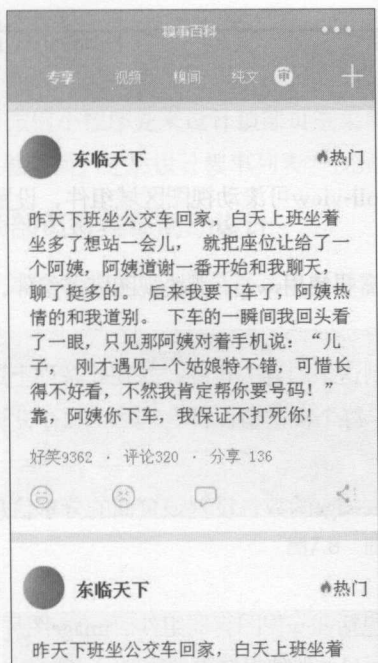 糗事百科
专享 视频 糗闻 纯文 审
东临天下 热门
昨天下班坐公交车回家，白天上班坐着
坐多了想站一会儿， 就把座位让给了一
个阿姨，阿姨道谢一番开始和我聊天，
聊了挺多的。 后来我要下车了，阿姨热
情的和我道别。 下车的一瞬间我回头看
了一眼，只见那阿姨对着手机说：“儿
子， 刚才遇见一个姑娘特不错，可惜长
得不好看，不然我肯定帮你要号码！”
靠，阿姨你下车，我保证不打死你！
好笑9362 · 评论320 · 分享 136
东临天下 热门
昨天下班坐公交车回家，白天上班坐着